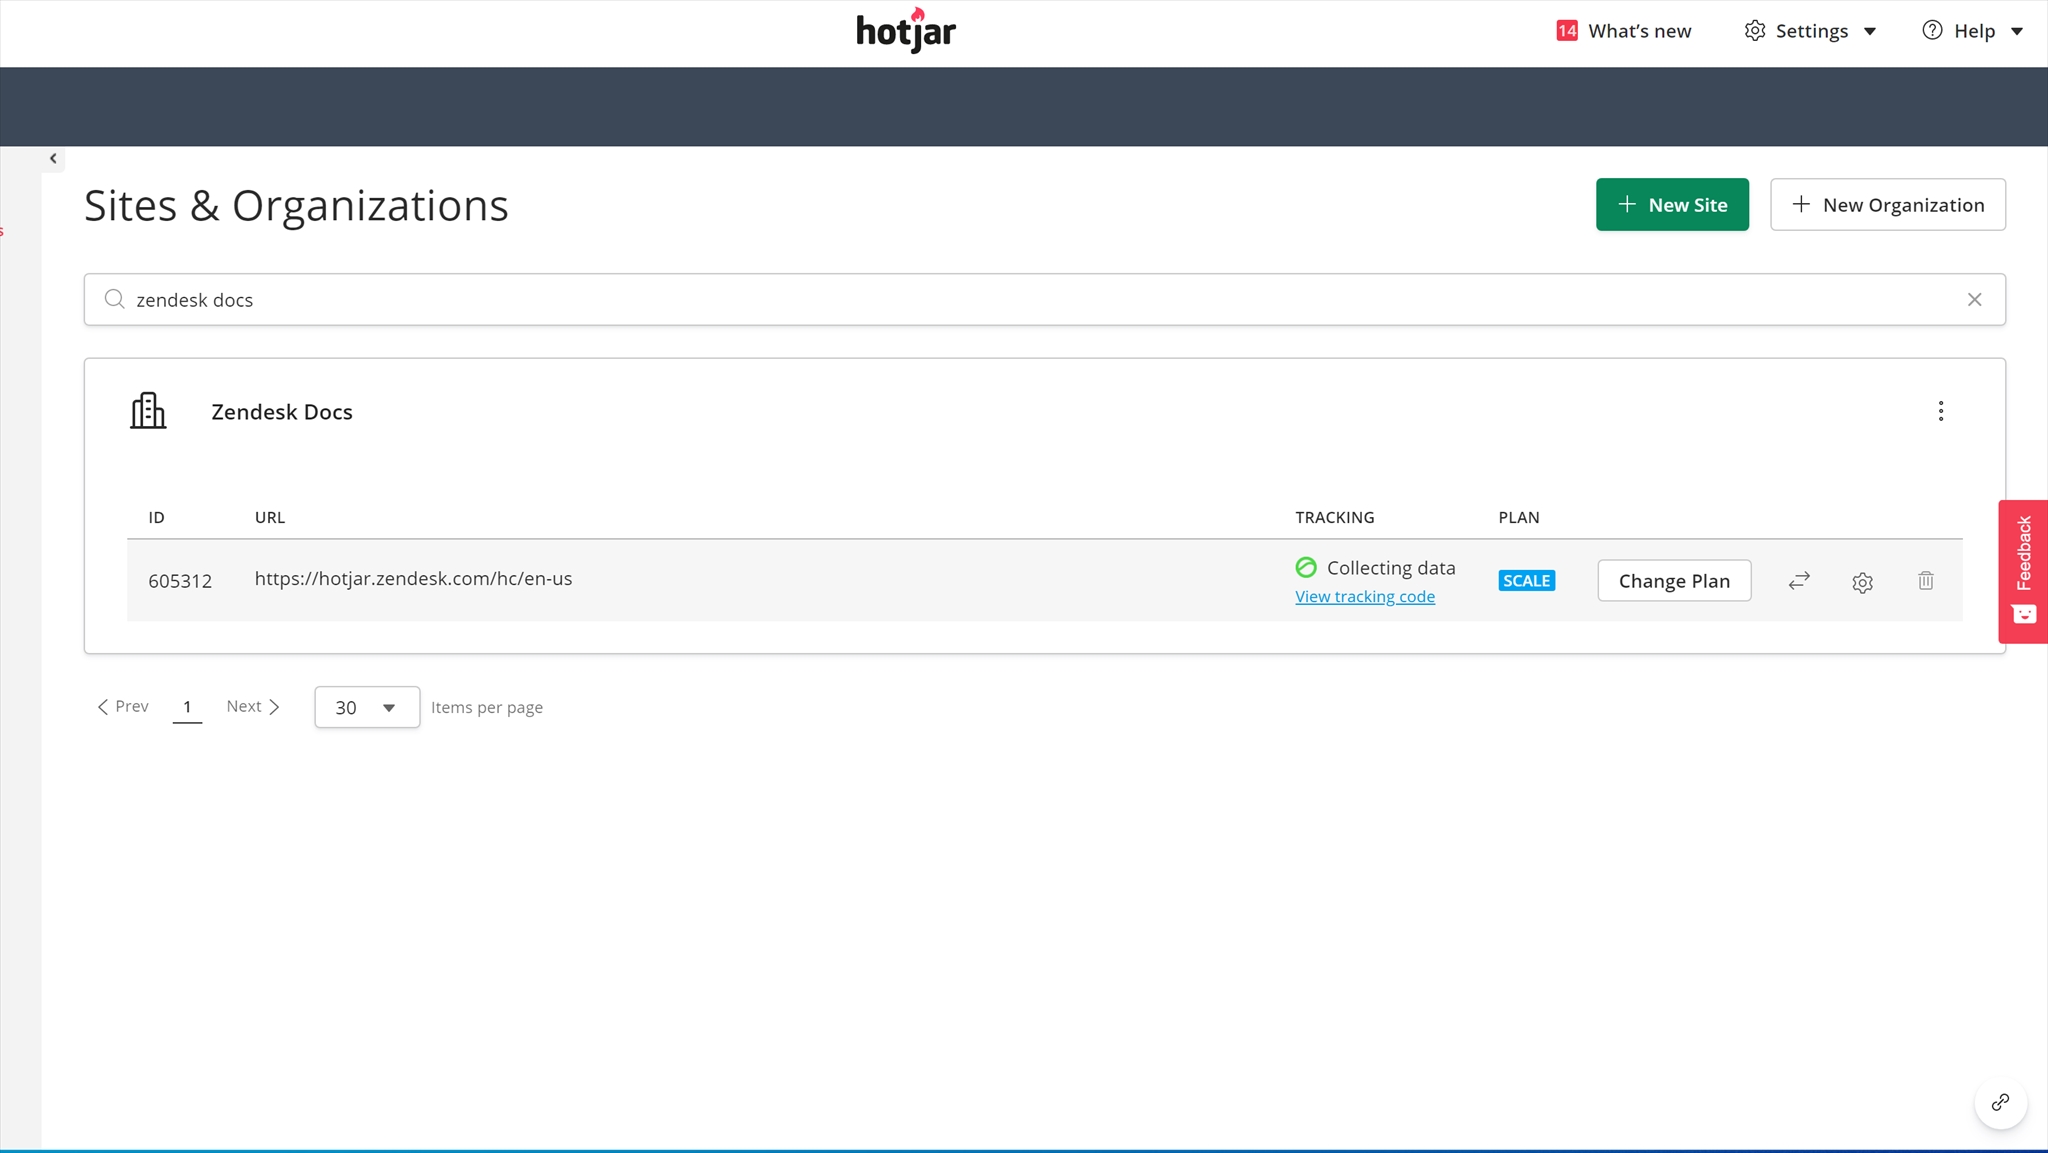 hotjar
14 What's new
Settings
Help
s
Sites & Organizations
New Site
New Organization
zendesk docs
Zendesk Docs
ID URL TRACKING PLAN
605312 https://hotjar.zendesk.com/hc/en-us Collecting data SCALE Change Plan
View tracking code
Feedback
Prev 1 Next 30 Items per page